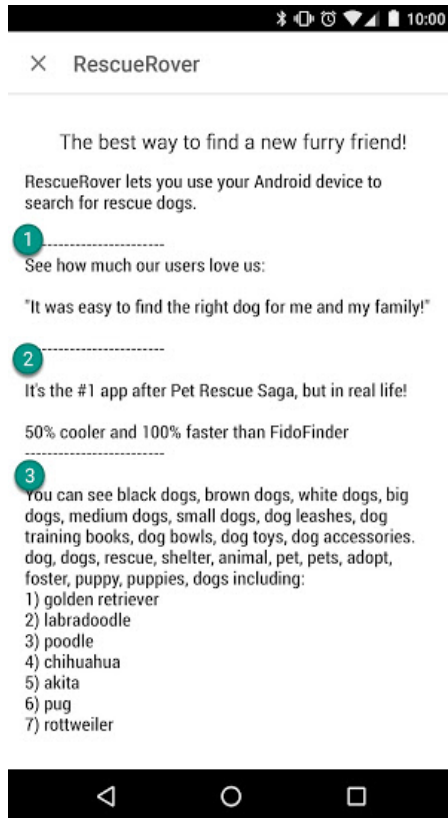 10:00
RescueRover
The best way to find a new furry friend!
RescueRover lets you use your Android device to
search for rescue dogs.
1
------------------------
See how much our users love us:
"It was easy to find the right dog for me and my family!"
------------------------
2
It's the #1 app after Pet Rescue Saga, but in real life!
50% cooler and 100% faster than FidoFinder
------------------------
3
You can see black dogs, brown dogs, white dogs, big
dogs, medium dogs, small dogs, dog leashes, dog
training books, dog bowls, dog toys, dog accessories.
dog, dogs, rescue, shelter, animal, pet, pets, adopt,
foster, puppy, puppies, dogs including:
1) golden retriever
2) labradoodle
3) poodle
4) chihuahua
5) akita
6) pug
7) rottweiler